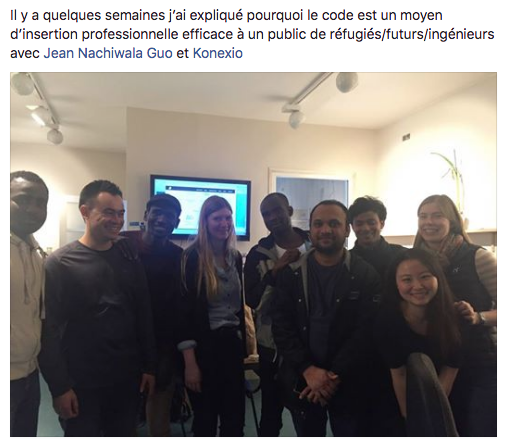 Il y a quelques semaines j’ai expliqué pourquoi le code est un moyen
d’insertion professionnelle efficace à un public de réfugiés/futurs/ingénieurs
avec Jean Nachiwala Guo et Konexio